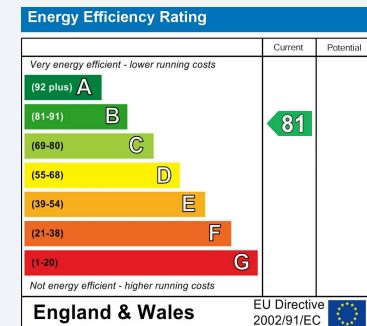 Energy Efficiency Rating
Current Potential
Very energy efficient - lower running costs
(92 plus) A
(81-91) B
81
(69-80) C
(55-68) D
(39-54) E
(21-38) F
(1-20) G
Not energy efficient - higher running costs
England & Wales
EU Directive
2002/91/EC